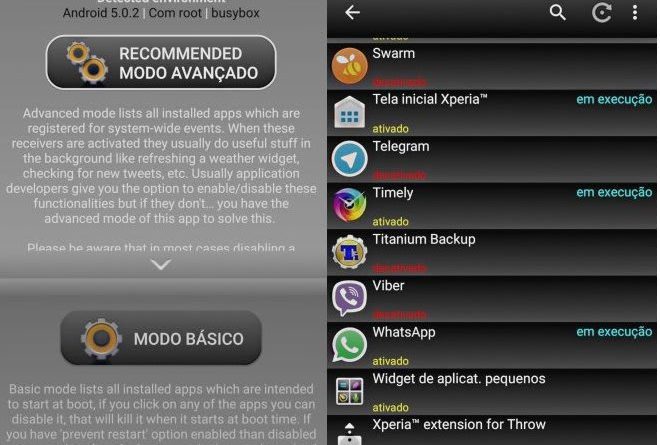 Detected environment
Android 5.0.2 | Com root | busybox
RECOMMENDED
MODO AVANÇADO
Advanced mode lists all installed apps which are
registered for system-wide events. When these
receivers are activated they usually do useful stuff in
the background like refreshing a weather widget,
checking for new tweets, etc. Usually application
developers give you the option to enable/disable these
functionalities but if they don't... you have the
advanced mode of this app to solve this.
Please be aware that in most cases disabling a
MODO BÁSICO
Basic mode lists all installed apps which are intended
to start at boot, if you click on any of the apps you can
disable it, that will kill it when it starts at boot time. If
you have 'prevent restart' option enabled than disabled
ativado
Swarm
desativado
Tela inicial Xperia™
em execução
ativado
Telegram
desativado
Timely
em execução
ativado
Titanium Backup
desativado
Viber
desativado
WhatsApp
em execução
ativado
Widget de aplicat. pequenos
ativado
Xperia™ extension for Throw